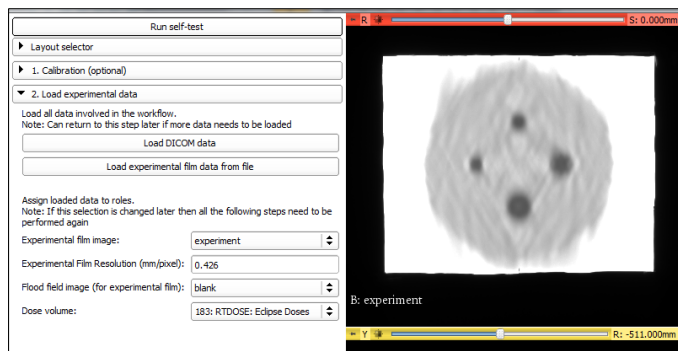 Run self-test
Layout selector
1. Calibration (optional)
2. Load experimental data
Load all data involved in the workflow.
Note: Can return to this step later if more data needs to be loaded
Load DICOM data
Load experimental film data from file
Assign loaded data to roles.
Note: If this selection is changed later then all the following steps need to be
performed again
Experimental film image: experiment
Experimental Film Resolution (mm/pixel): 0.426
Flood field image (for experimental film): blank
Dose volume: 183: RTDOSE: Eclipse Doses
R S: 0.000mm
B: experiment
Y R: -511.000mm